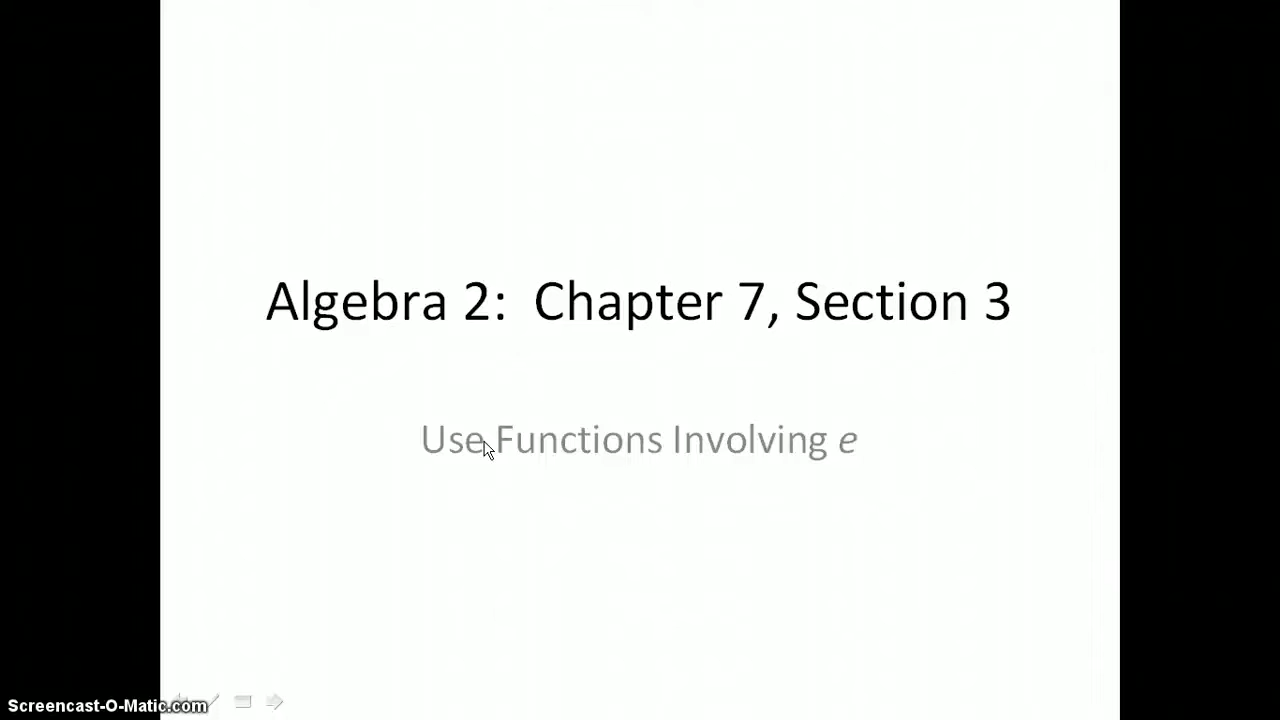 Algebra 2:  Chapter 7, Section 3
Use Functions Involving e
Screencast-O-Matic.com